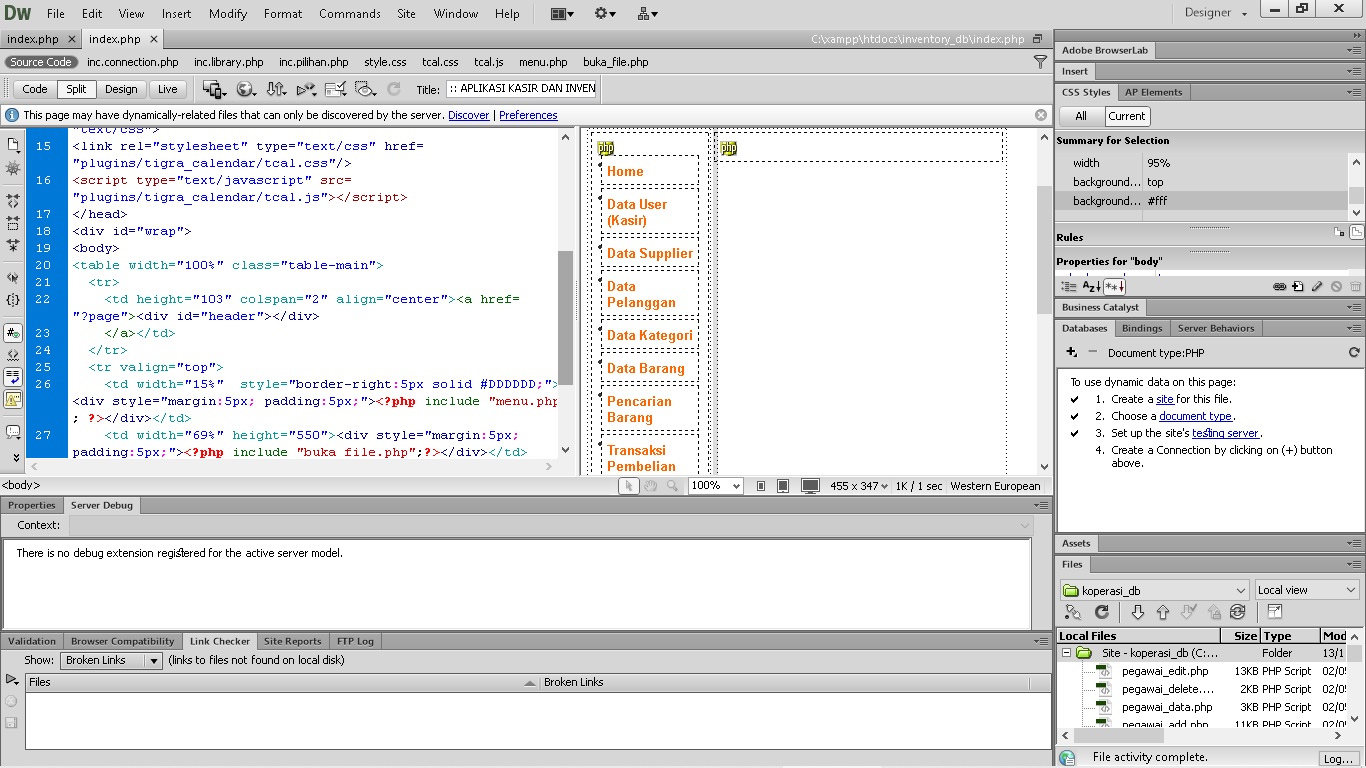 Dw File Edit View Insert Modify Format Commands Site Window Help Designer
index.php index.php C:\xampp\htdocs\inventory_db\index.php
Source Code inc.connection.php inc.library.php inc.pilihan.php style.css tcal.css tcal.js menu.php buka_file.php
Code Split Design Live Title: :: APLIKASI KASIR DAN INVEN
This page may have dynamically-related files that can only be discovered by the server. Discover Preferences
"text/css">
15 <link rel="stylesheet" type="text/css" href=
"plugins/tigra_calendar/tcal.css"/>
16 <script type="text/javascript" src=
"plugins/tigra_calendar/tcal.js"></script>
17 </head>
18 <div id="wrap">
19 <body>
20 <table width="100%" class="table-main">
21 <tr>
22 <td height="103" colspan="2" align="center"><a href=
"?page"><div id="header"></div>
23 </a></td>
24 </tr>
25 <tr valign="top">
26 <td width="15%"  style="border-right:5px solid #DDDDDD;">
<div style="margin:5px; padding:5px;"><?php include "menu.php
; ?></div></td>
27 <td width="69%" height="550"><div style="margin:5px;
padding:5px;"><?php include "buka_file.php";?></div></td>
php php
Home
Data User
(Kasir)
Data Supplier
Data
Pelanggan
Data Kategori
Data Barang
Pencarian
Barang
Transaksi
Pembelian
<body> 100% 455 x 347 1K / 1 sec Western European
Properties Server Debug
Context:
There is no debug extension registered for the active server model.
Validation Browser Compatibility Link Checker Site Reports FTP Log
Show: Broken Links (links to files not found on local disk)
Files Broken Links
Adobe BrowserLab
Insert
CSS Styles AP Elements
All Current
Summary for Selection
width 95%
background... top
background... #fff
Rules
Properties for "body"
Business Catalyst
Databases Bindings Server Behaviors
Document type:PHP
To use dynamic data on this page:
1. Create a site for this file.
2. Choose a document type.
3. Set up the site's testing server.
4. Create a Connection by clicking on (+) button
above.
Assets
Files
koperasi_db Local view
Local Files Size Type Mod
Site - koperasi_db (C:... Folder 13/1
pegawai_edit.php 13KB PHP Script 02/0
pegawai_delete.... 2KB PHP Script 02/0
pegawai_data.php 3KB PHP Script 02/0
pegawai_add.php 11KB PHP Script 02/0
File activity complete. Log...